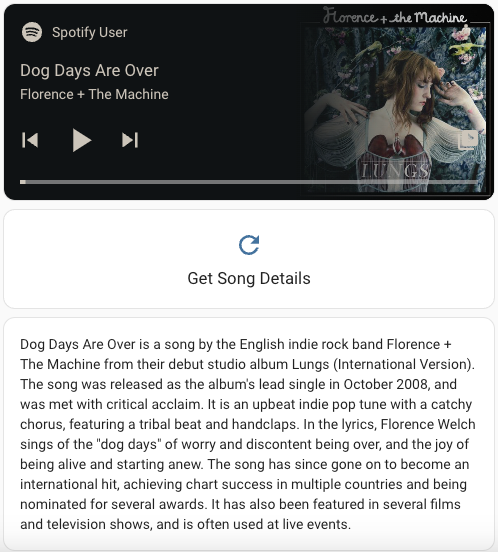 Florence + the Machine
Spotify User
Dog Days Are Over
Florence + The Machine
LUNGS
Get Song Details
Dog Days Are Over is a song by the English indie rock band Florence +
The Machine from their debut studio album Lungs (International Version).
The song was released as the album's lead single in October 2008, and
was met with critical acclaim. It is an upbeat indie pop tune with a catchy
chorus, featuring a tribal beat and handclaps. In the lyrics, Florence Welch
sings of the "dog days" of worry and discontent being over, and the joy of
being alive and starting anew. The song has since gone on to become an
international hit, achieving chart success in multiple countries and being
nominated for several awards. It has also been featured in several films
and television shows, and is often used at live events.